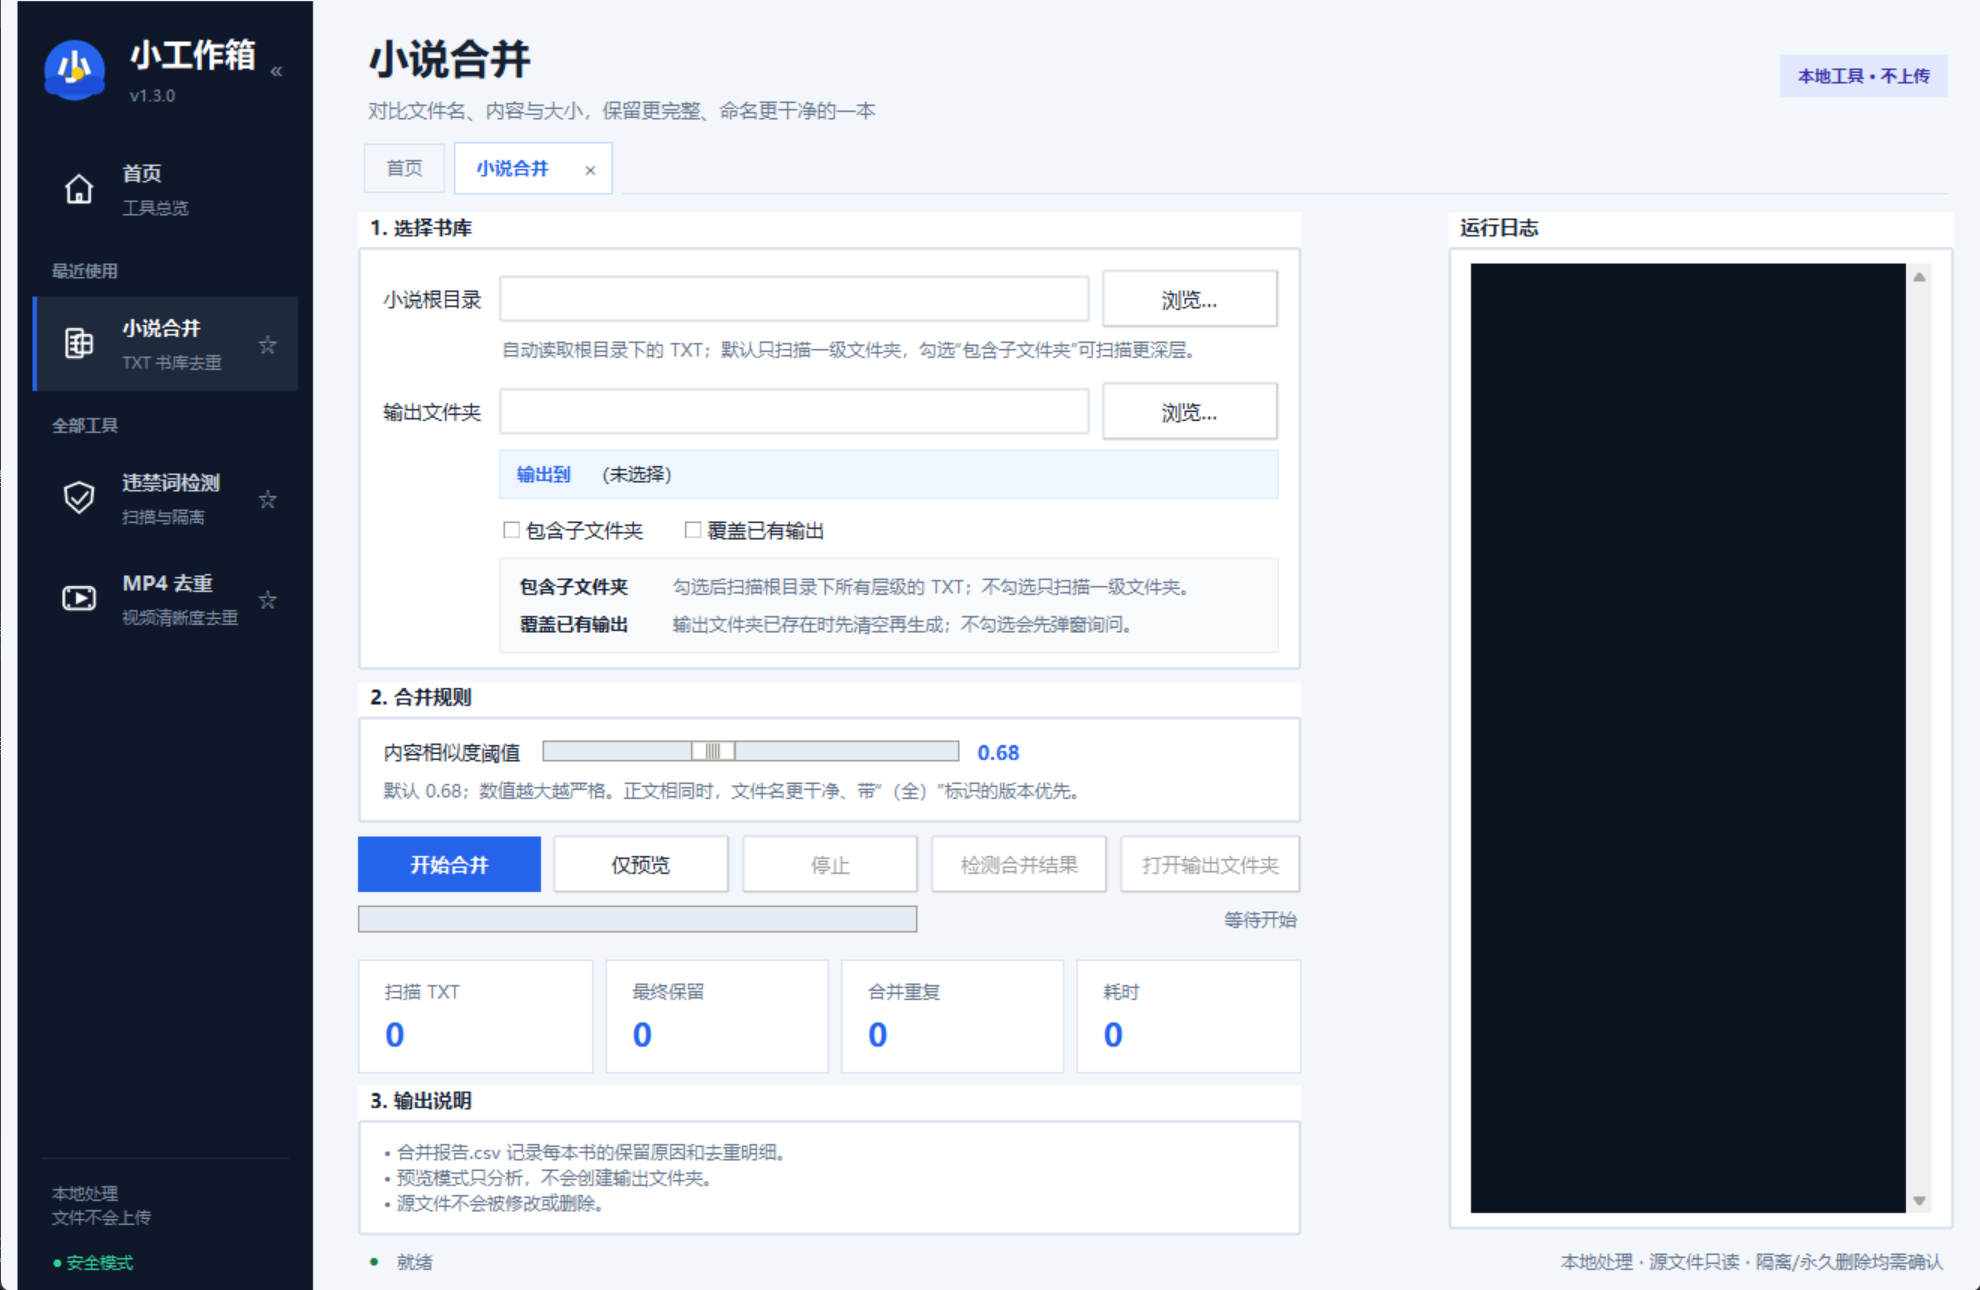 小工作箱
«
v1.3.0
首页
工具总览
最近使用
小说合并
TXT 书库去重
☆
全部工具
违禁词检测
扫描与隔离
☆
MP4 去重
视频清晰度去重
☆
本地处理
文件不会上传
● 安全模式
小说合并
对比文件名、内容与大小，保留更完整、命名更干净的一本
本地工具 • 不上传
首页
小说合并 ×
1. 选择书库
小说根目录
浏览...
自动读取根目录下的 TXT；默认只扫描一级文件夹，勾选“包含子文件夹”可扫描更深层。
输出文件夹
浏览...
输出到 (未选择)
包含子文件夹 覆盖已有输出
包含子文件夹 勾选后扫描根目录下所有层级的 TXT；不勾选只扫描一级文件夹。
覆盖已有输出 输出文件夹已存在时先清空再生成；不勾选会先弹窗询问。
2. 合并规则
内容相似度阈值 0.68
默认 0.68；数值越大越严格。正文相同时，文件名更干净、带“（全）”标识的版本优先。
开始合并 仅预览 停止 检测合并结果 打开输出文件夹
等待开始
扫描 TXT
0
最终保留
0
合并重复
0
耗时
0
3. 输出说明
• 合并报告.csv 记录每本书的保留原因和去重明细。
• 预览模式只分析，不会创建输出文件夹。
• 源文件不会被修改或删除。
运行日志
● 就绪
本地处理 · 源文件只读 · 隔离/永久删除均需确认